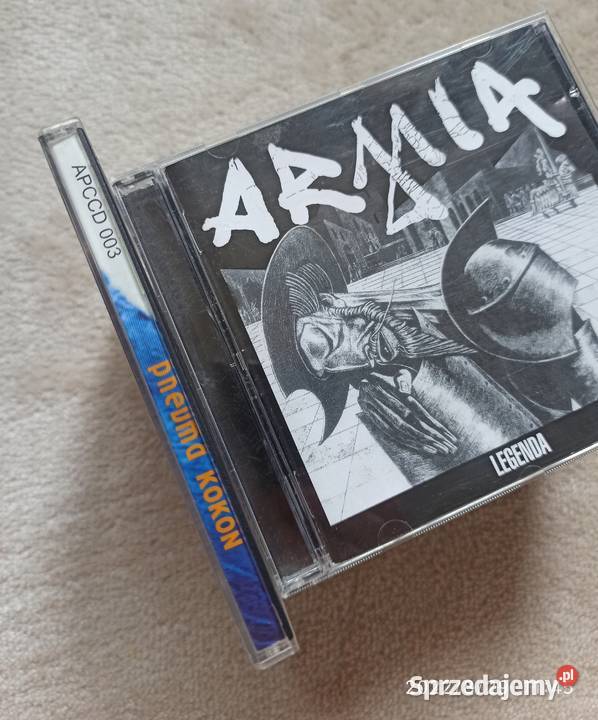 ARMIA
APCCD 003
pneuma KOKON
LEGENDA
Sprzedajemy.pl